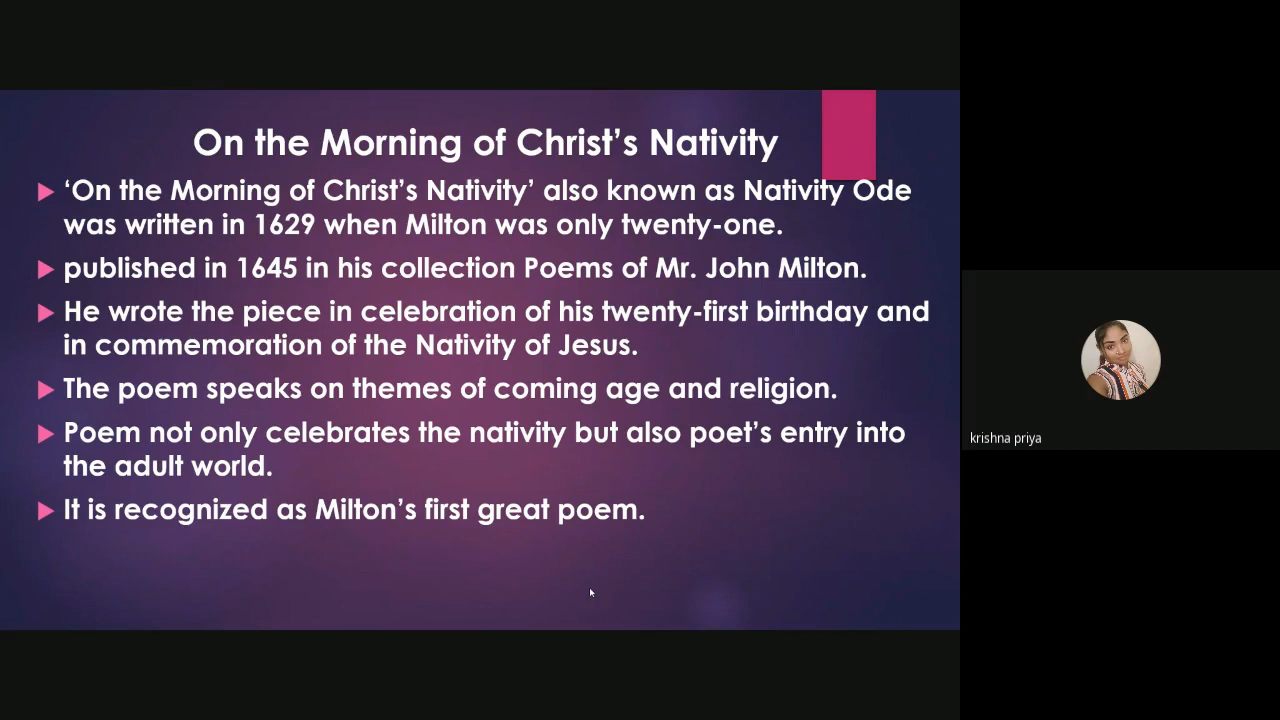 On the Morning of Christ’s Nativity
‘On the Morning of Christ’s Nativity’ also known as Nativity Ode
was written in 1629 when Milton was only twenty-one.
published in 1645 in his collection Poems of Mr. John Milton.
He wrote the piece in celebration of his twenty-first birthday and
in commemoration of the Nativity of Jesus.
The poem speaks on themes of coming age and religion.
Poem not only celebrates the nativity but also poet’s entry into
the adult world.
It is recognized as Milton’s first great poem.
krishna priya